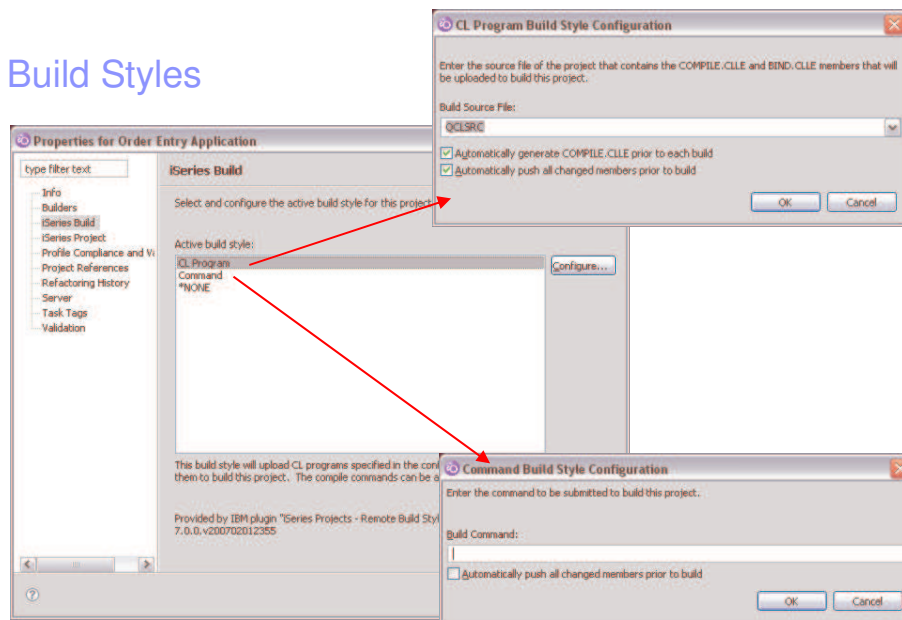 Build Styles
CL Program Build Style Configuration
Enter the source file of the project that contains the COMPILE.CLLE and BIND.CLLE members that will
be uploaded to build this project.
Build Source File:
QCLSRC
Automatically generate COMPILE.CLLE prior to each build
Automatically push all changed members prior to build
OK
Cancel
Properties for Order Entry Application
type filter text
Info
Builders
iSeries Build
iSeries Project
Profile Compliance and Va
Project References
Refactoring History
Server
Task Tags
Validation
iSeries Build
Select and configure the active build style for this project
Active build style:
CL Program
Command
*NONE
Configure...
This build style will upload CL programs specified in the con
them to build this project. The compile commands can be a
Provided by IBM plugin "iSeries Projects - Remote Build Styl
7.0.0.v200702012355
Command Build Style Configuration
Enter the command to be submitted to build this project.
Build Command:
Automatically push all changed members prior to build
OK
Cancel